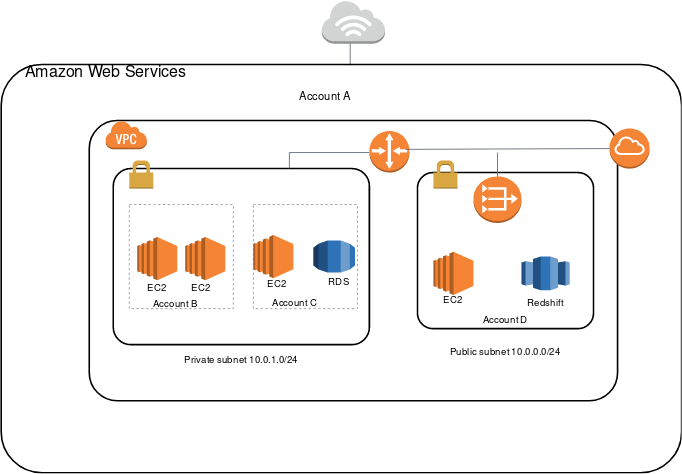 Amazon Web Services
Account A
VPC
EC2
EC2
EC2
RDS
Account B
Account C
EC2
Redshift
Account D
Private subnet 10.0.1.0/24
Public subnet 10.0.0.0/24